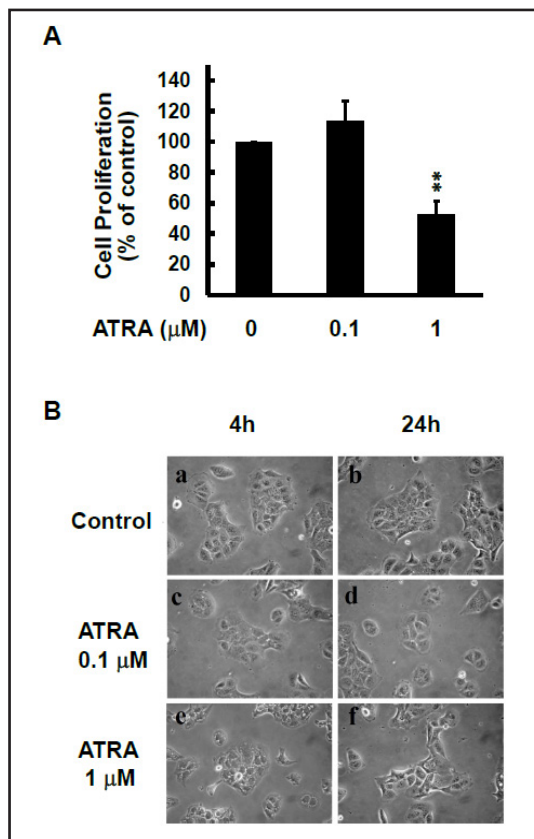 A
Cell Proliferation
(% of control)
140
120
100
80
60
40
20
0
**
ATRA (μM) 0 0.1 1
B
4h 24h
Control
a b
ATRA
0.1 μM
c d
ATRA
1 μM
e f